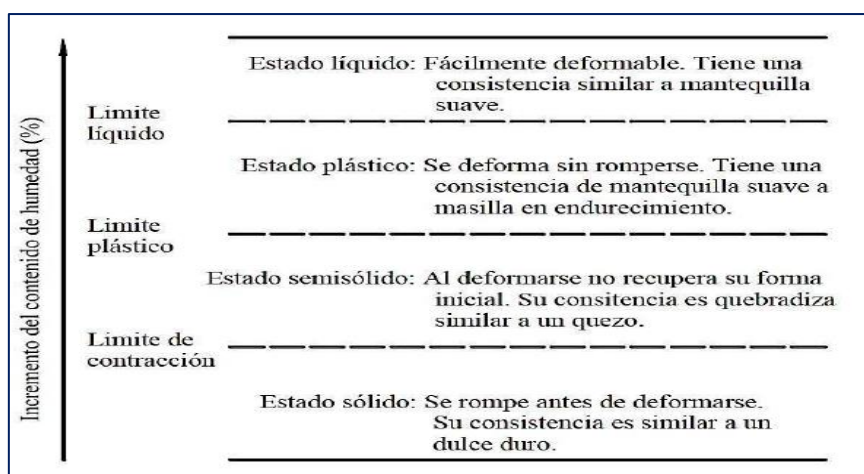 Incremento del contenido de humedad (%)
Estado líquido: Fácilmente deformable. Tiene una
consistencia similar a mantequilla
suave.
Limite
líquido
Estado plástico: Se deforma sin romperse. Tiene una
consistencia de mantequilla suave a
masilla en endurecimiento.
Limite
plástico
Estado semisólido: Al deformarse no recupera su forma
inicial. Su consitencia es quebradiza
similar a un quezo.
Limite de
contracción
Estado sólido: Se rompe antes de deformarse.
Su consistencia es similar a un
dulce duro.